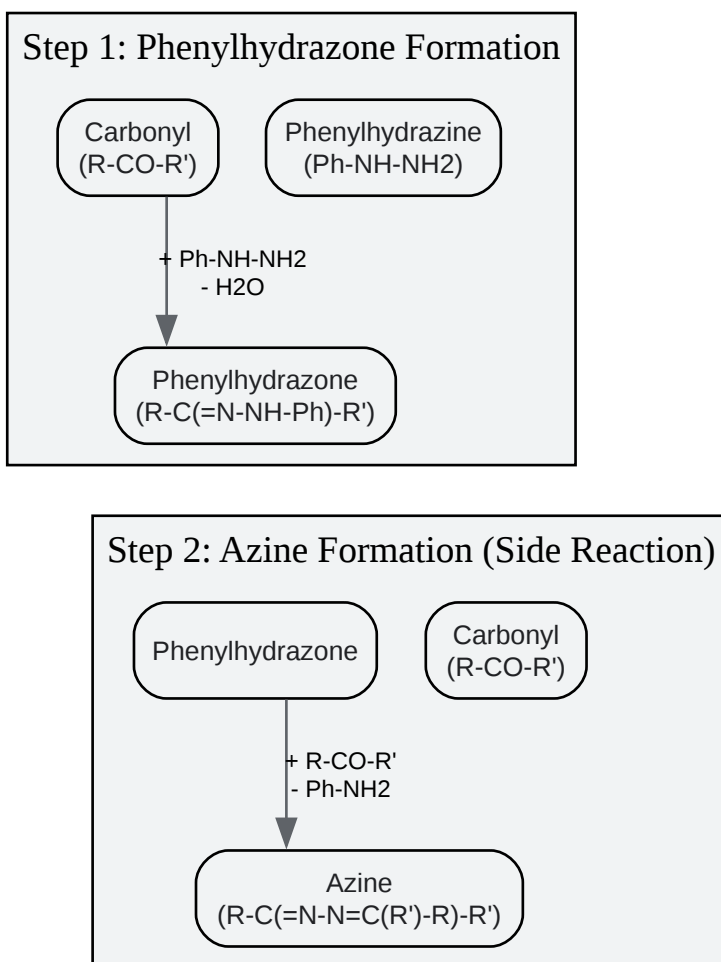 Step 1: Phenylhydrazone Formation
Carbonyl
(R-CO-R')
Phenylhydrazine
(Ph-NH-NH2)
+ Ph-NH-NH2
- H2O
Phenylhydrazone
(R-C(=N-NH-Ph)-R')
Step 2: Azine Formation (Side Reaction)
Phenylhydrazone
Carbonyl
(R-CO-R')
+ R-CO-R'
- Ph-NH2
Azine
(R-C(=N-N=C(R')-R)-R')